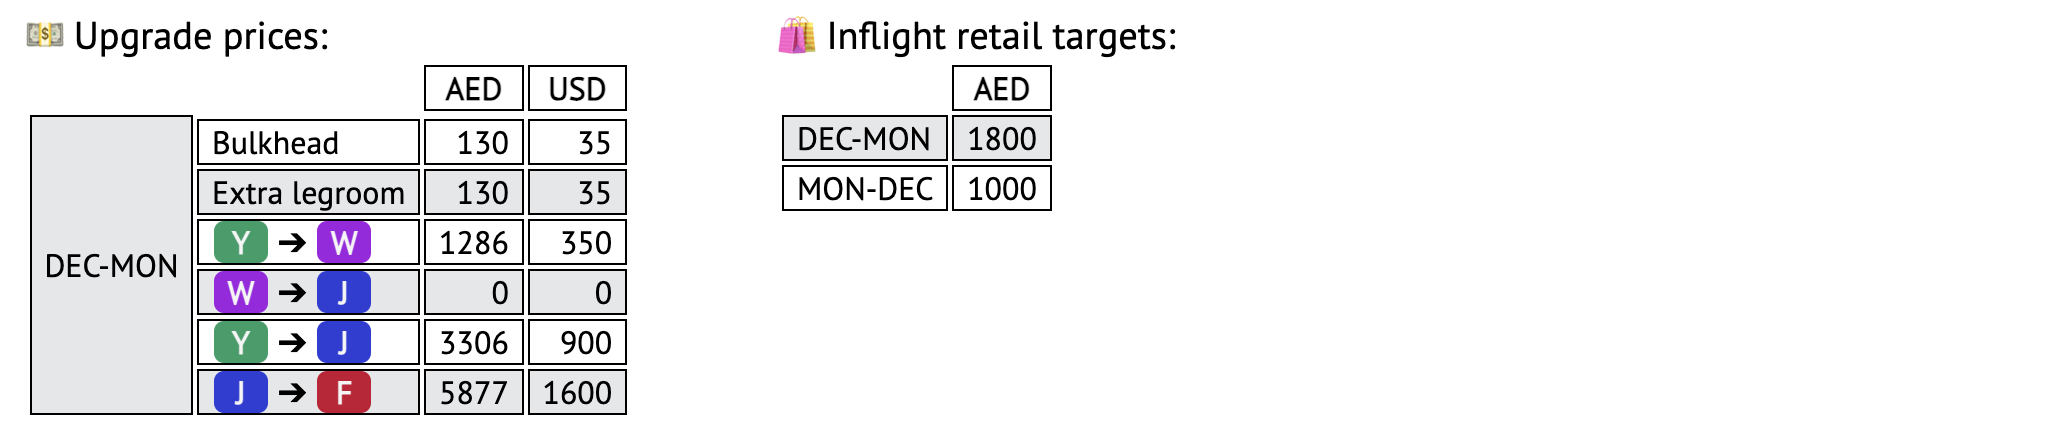 Upgrade prices:
AED USD
DEC-MON
Bulkhead 130 35
Extra legroom 130 35
Y ➔ W 1286 350
W ➔ J 0 0
Y ➔ J 3306 900
J ➔ F 5877 1600
Inflight retail targets:
AED
DEC-MON 1800
MON-DEC 1000